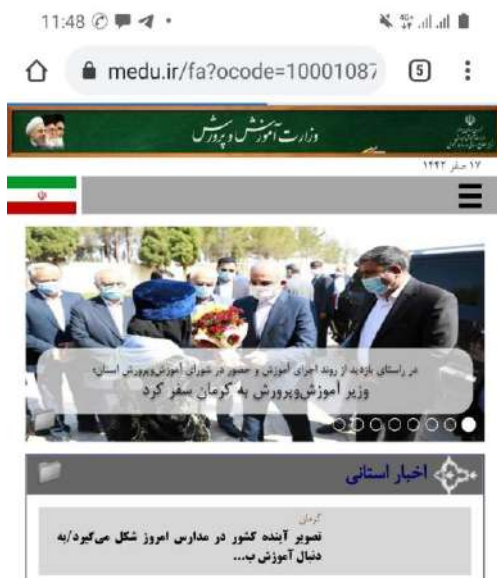 11:48
medu.ir/fa?ocode=10001087
5
وزارت آموزش و پرورش
۱۷ صفر ۱۴۴۲
در راستای بازدید از روند اجرای آموزش و حضور در شورای آموزش‌وپرورش استان؛
وزیر آموزش‌وپرورش به کرمان سفر کرد
اخبار استانی
کرمان
تصویر آینده کشور در مدارس امروز شکل می‌گیرد/به
دنبال آموزش ب...